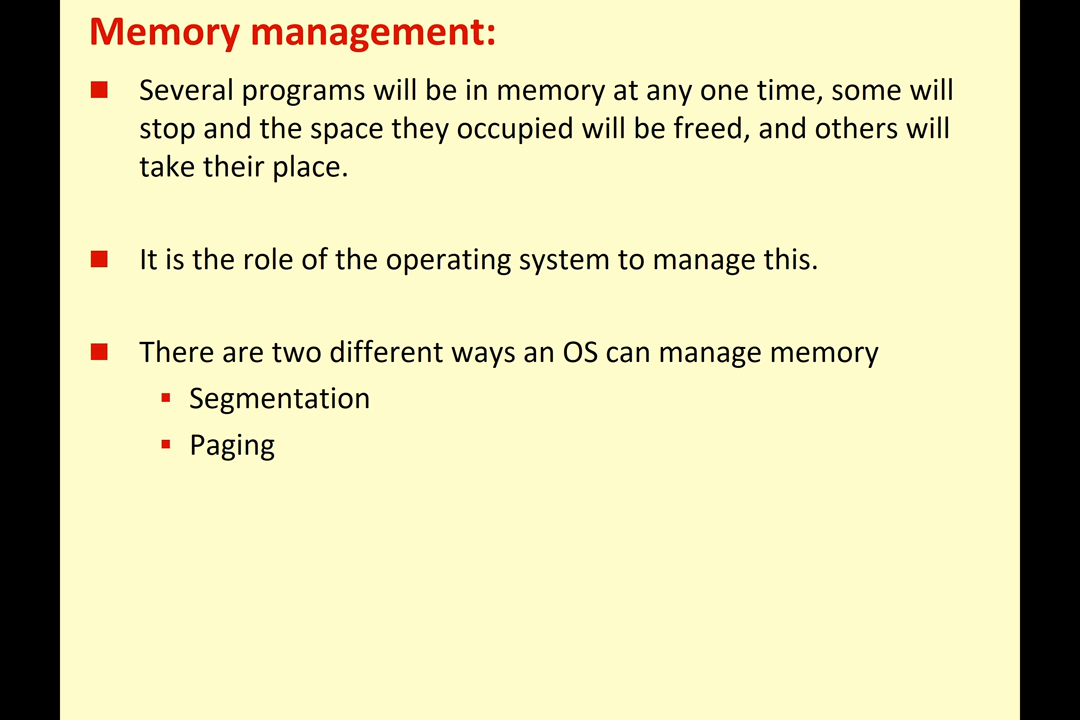 Memory management:
Several programs will be in memory at any one time, some will
stop and the space they occupied will be freed, and others will
take their place.
It is the role of the operating system to manage this.
There are two different ways an OS can manage memory
Segmentation
Paging